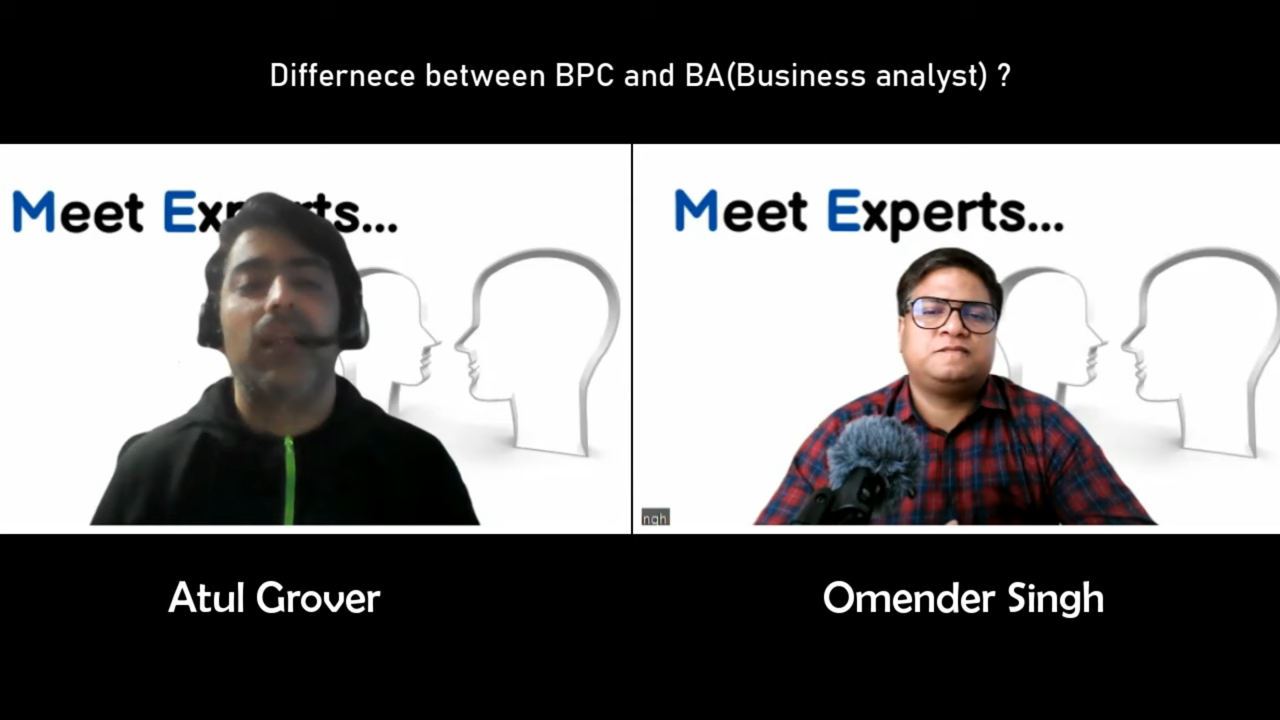 Differnece between BPC and BA(Business analyst) ?
Meet Experts...
Meet Experts...
ngh
Atul Grover
Omender Singh